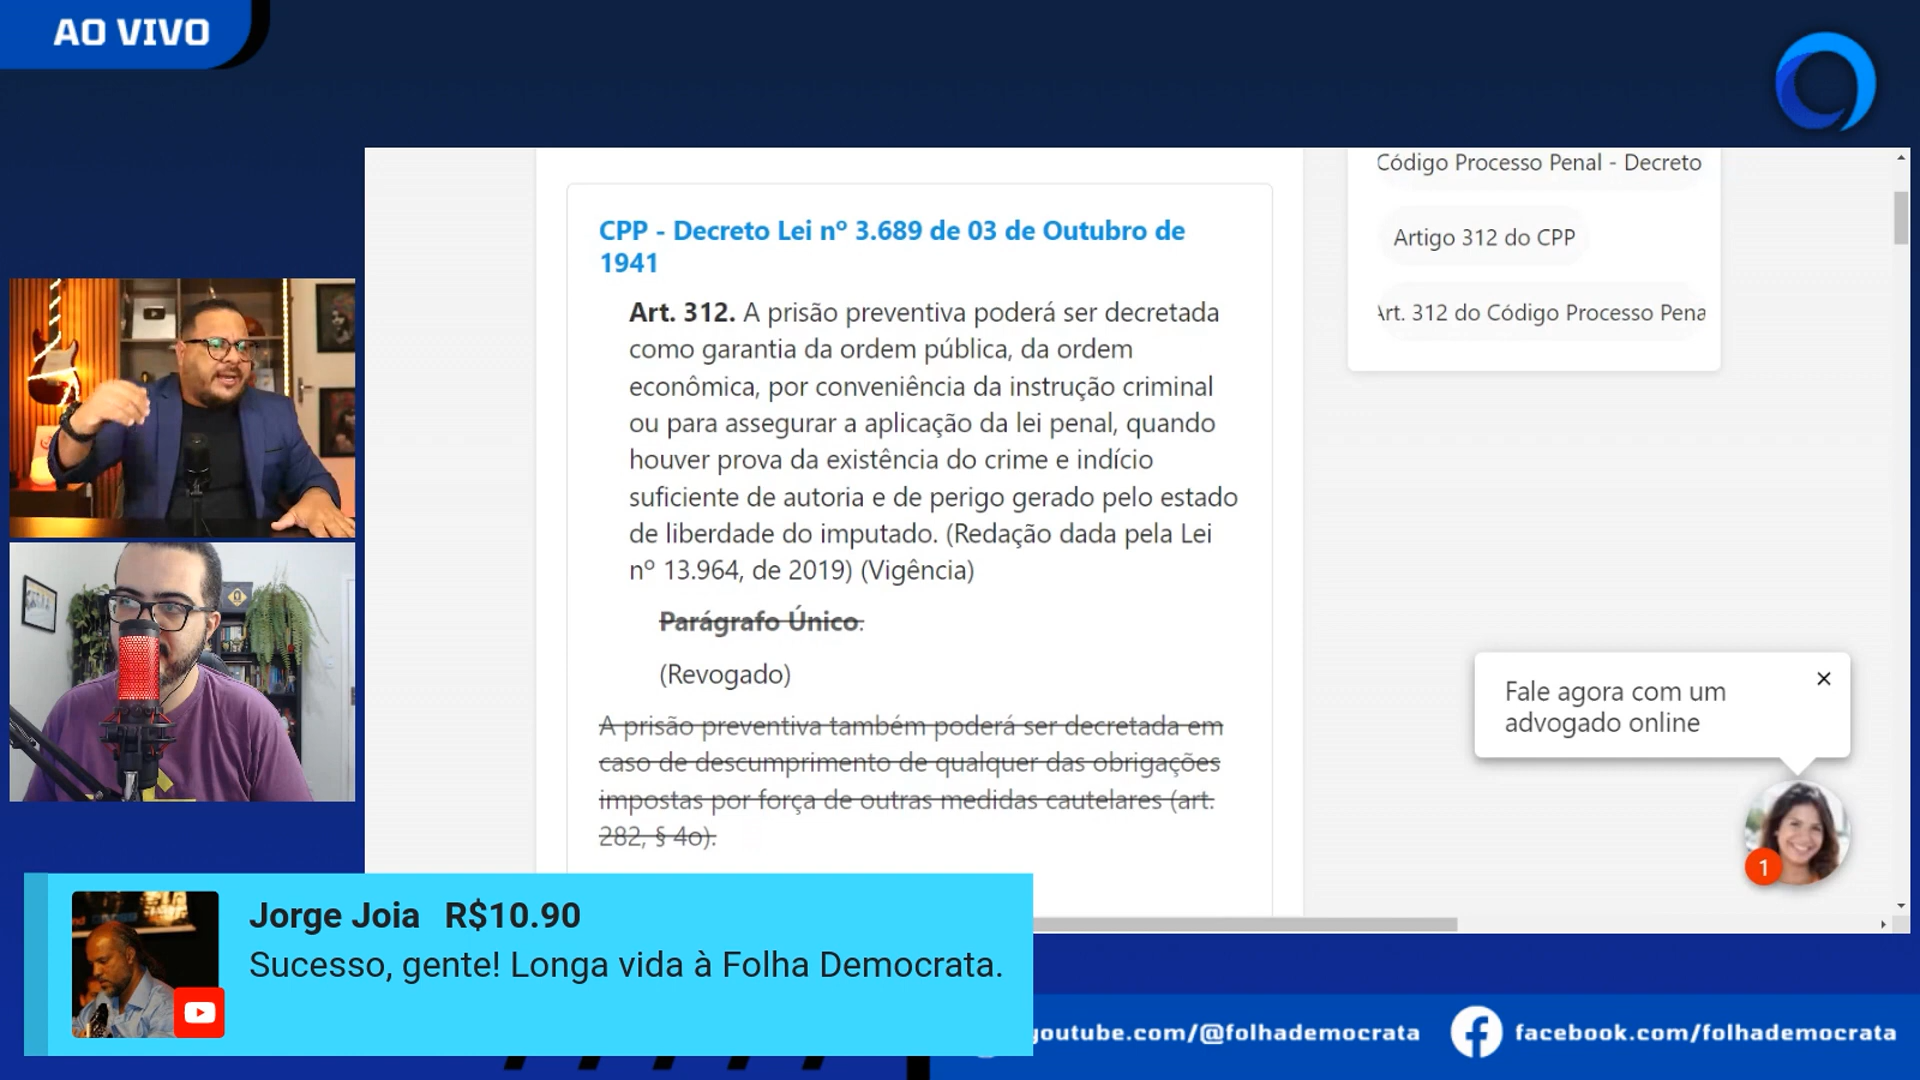 AO VIVO
Código Processo Penal - Decreto
Artigo 312 do CPP
Art. 312 do Código Processo Pena
CPP - Decreto Lei nº 3.689 de 03 de Outubro de
1941
Art. 312. A prisão preventiva poderá ser decretada
como garantia da ordem pública, da ordem
econômica, por conveniência da instrução criminal
ou para assegurar a aplicação da lei penal, quando
houver prova da existência do crime e indício
suficiente de autoria e de perigo gerado pelo estado
de liberdade do imputado. (Redação dada pela Lei
nº 13.964, de 2019) (Vigência)
Parágrafo Único.
(Revogado)
A prisão preventiva também poderá ser decretada em
caso de descumprimento de qualquer das obrigações
impostas por força de outras medidas cautelares (art.
282, § 4o).
Fale agora com um
advogado online
1
Jorge Joia R$10.90
Sucesso, gente! Longa vida à Folha Democrata.
youtube.com/@folhademocrata
facebook.com/folhademocrata